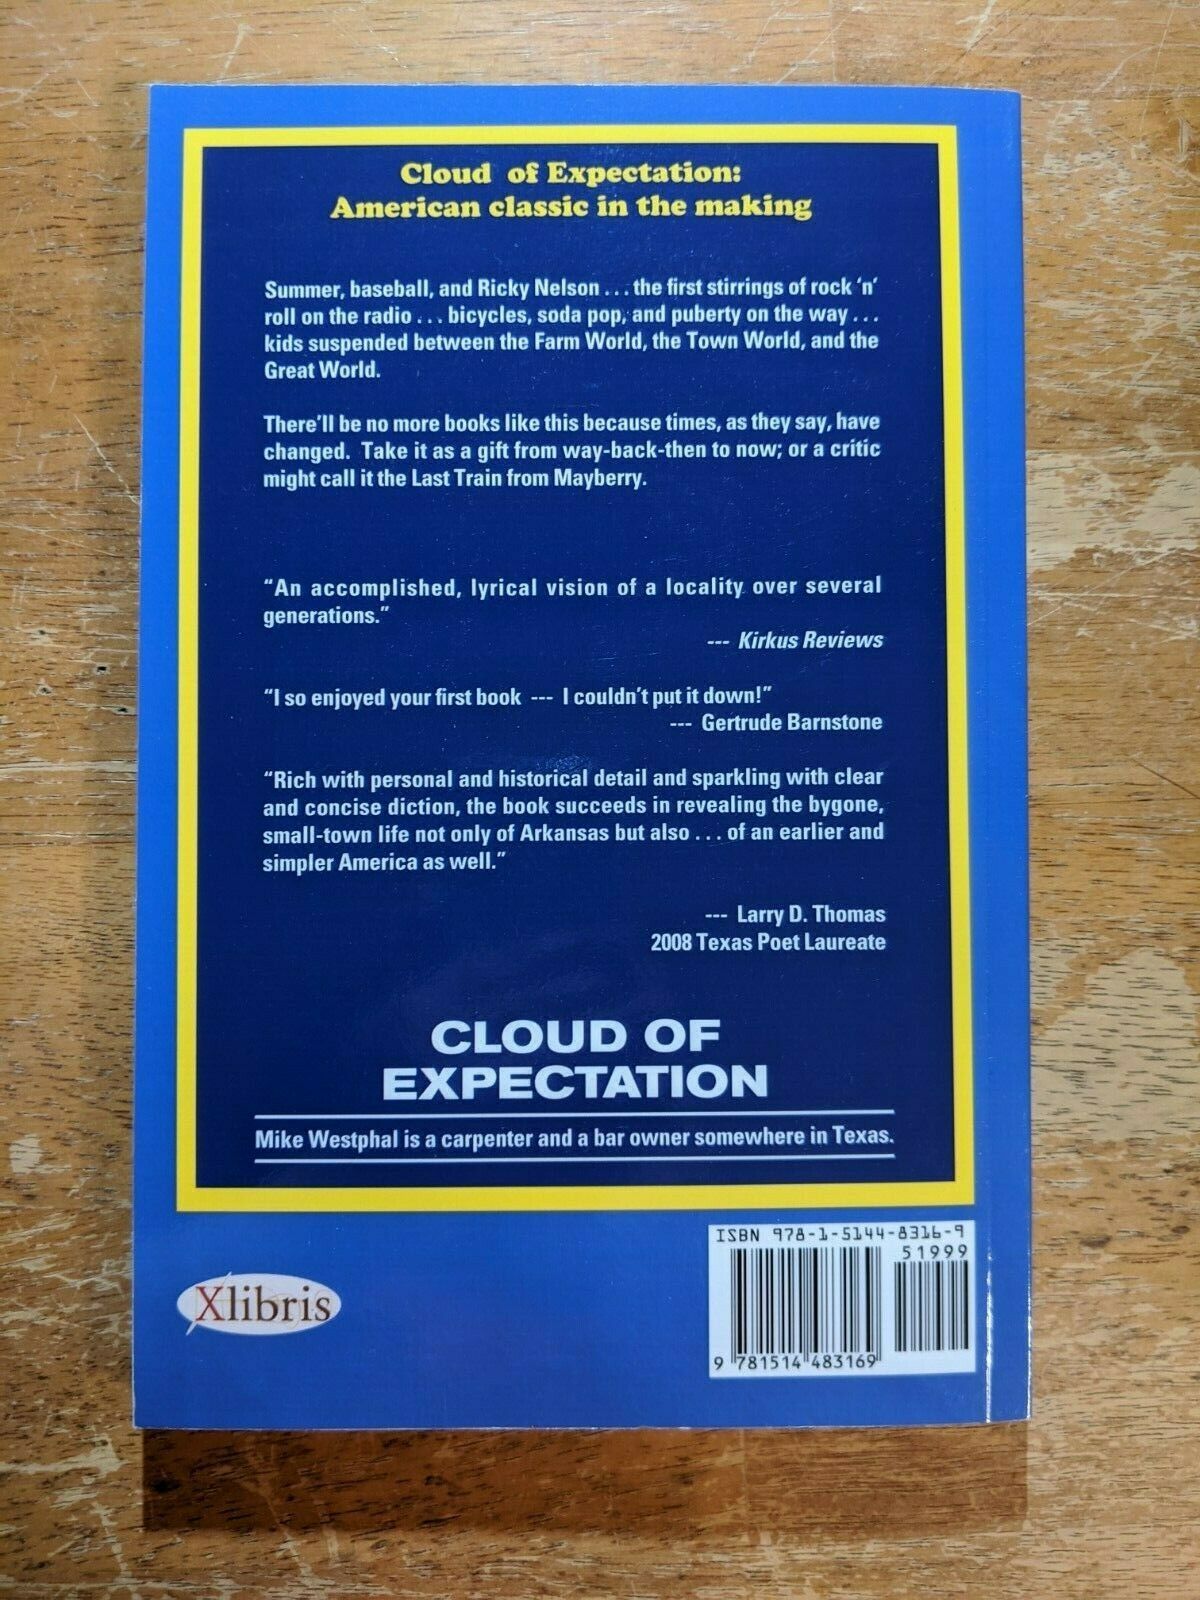 Cloud of Expectation:
American classic in the making
Summer, baseball, and Ricky Nelson . . . the first stirrings of rock ‘n‘
roll on the radio . . . bicycles, soda pop, and puberty on the way . . .
kids suspended between the Farm World, the Town World, and the
Great World.
There’ll be no more books like this because times, as they say, have
changed. Take it as a gift from way-back-then to now; or a critic
might call it the Last Train from Mayberry.
“An accomplished, lyrical vision of a locality over several
generations.”
--- Kirkus Reviews
“I so enjoyed your first book --- I couldn’t put it down!”
--- Gertrude Barnstone
“Rich with personal and historical detail and sparkling with clear
and concise diction, the book succeeds in revealing the bygone,
small-town life not only of Arkansas but also . . . of an earlier and
simpler America as well.”
--- Larry D. Thomas
2008 Texas Poet Laureate
CLOUD OF
EXPECTATION
Mike Westphal is a carpenter and a bar owner somewhere in Texas.
ISBN 978-1-5144-8316-9
51999
Xlibris
9 781514 483169